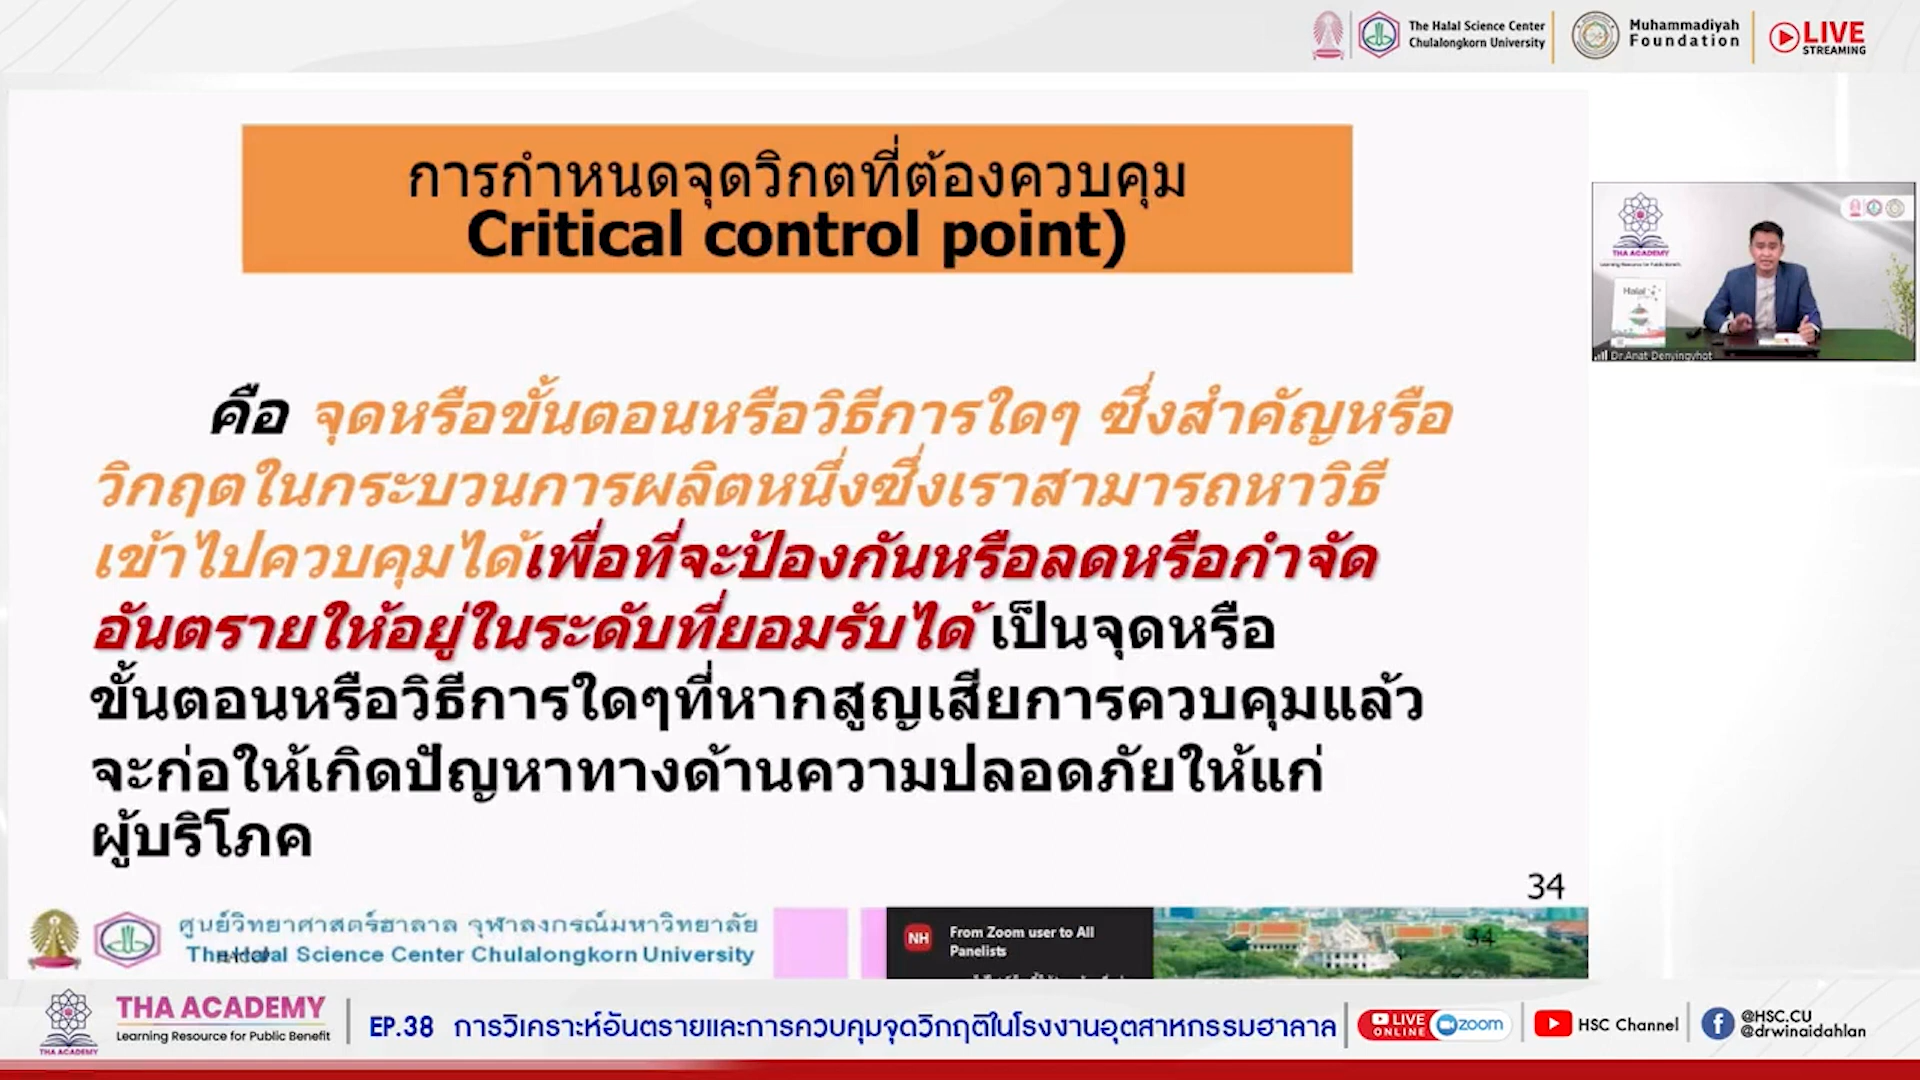 The Halal Science Center
Chulalongkorn University
Muhammadiyah
Foundation
LIVE
STREAMING
การกำหนดจุดวิกตที่ต้องควบคุม
Critical control point)
คือ จุดหรือขั้นตอนหรือวิธีการใดๆ ซึ่งสำคัญหรือ
วิกฤตในกระบวนการผลิตหนึ่งซึ่งเราสามารถหาวิธี
เข้าไปควบคุมได้เพื่อที่จะป้องกันหรือลดหรือกำจัด
อันตรายให้อยู่ในระดับที่ยอมรับได้ เป็นจุดหรือ
ขั้นตอนหรือวิธีการใดๆที่หากสูญเสียการควบคุมแล้ว
จะก่อให้เกิดปัญหาทางด้านความปลอดภัยให้แก่
ผู้บริโภค
34
THA ACADEMY
Learning Resource for Public Benefit
Halal
Dr.Anat Denyingyhot
ศูนย์วิทยาศาสตร์ฮาลาล จุฬาลงกรณ์มหาวิทยาลัย
The Halal Science Center Chulalongkorn University
NH
From Zoom user to All
Panelists
34
THA ACADEMY
THA ACADEMY
Learning Resource for Public Benefit
EP.38 การวิเคราะห์อันตรายและการควบคุมจุดวิกฤติในโรงงานอุตสาหกรรมฮาลาล
LIVE
ONLINE
zoom
HSC Channel
@HSC.CU
@drwinaidahlan